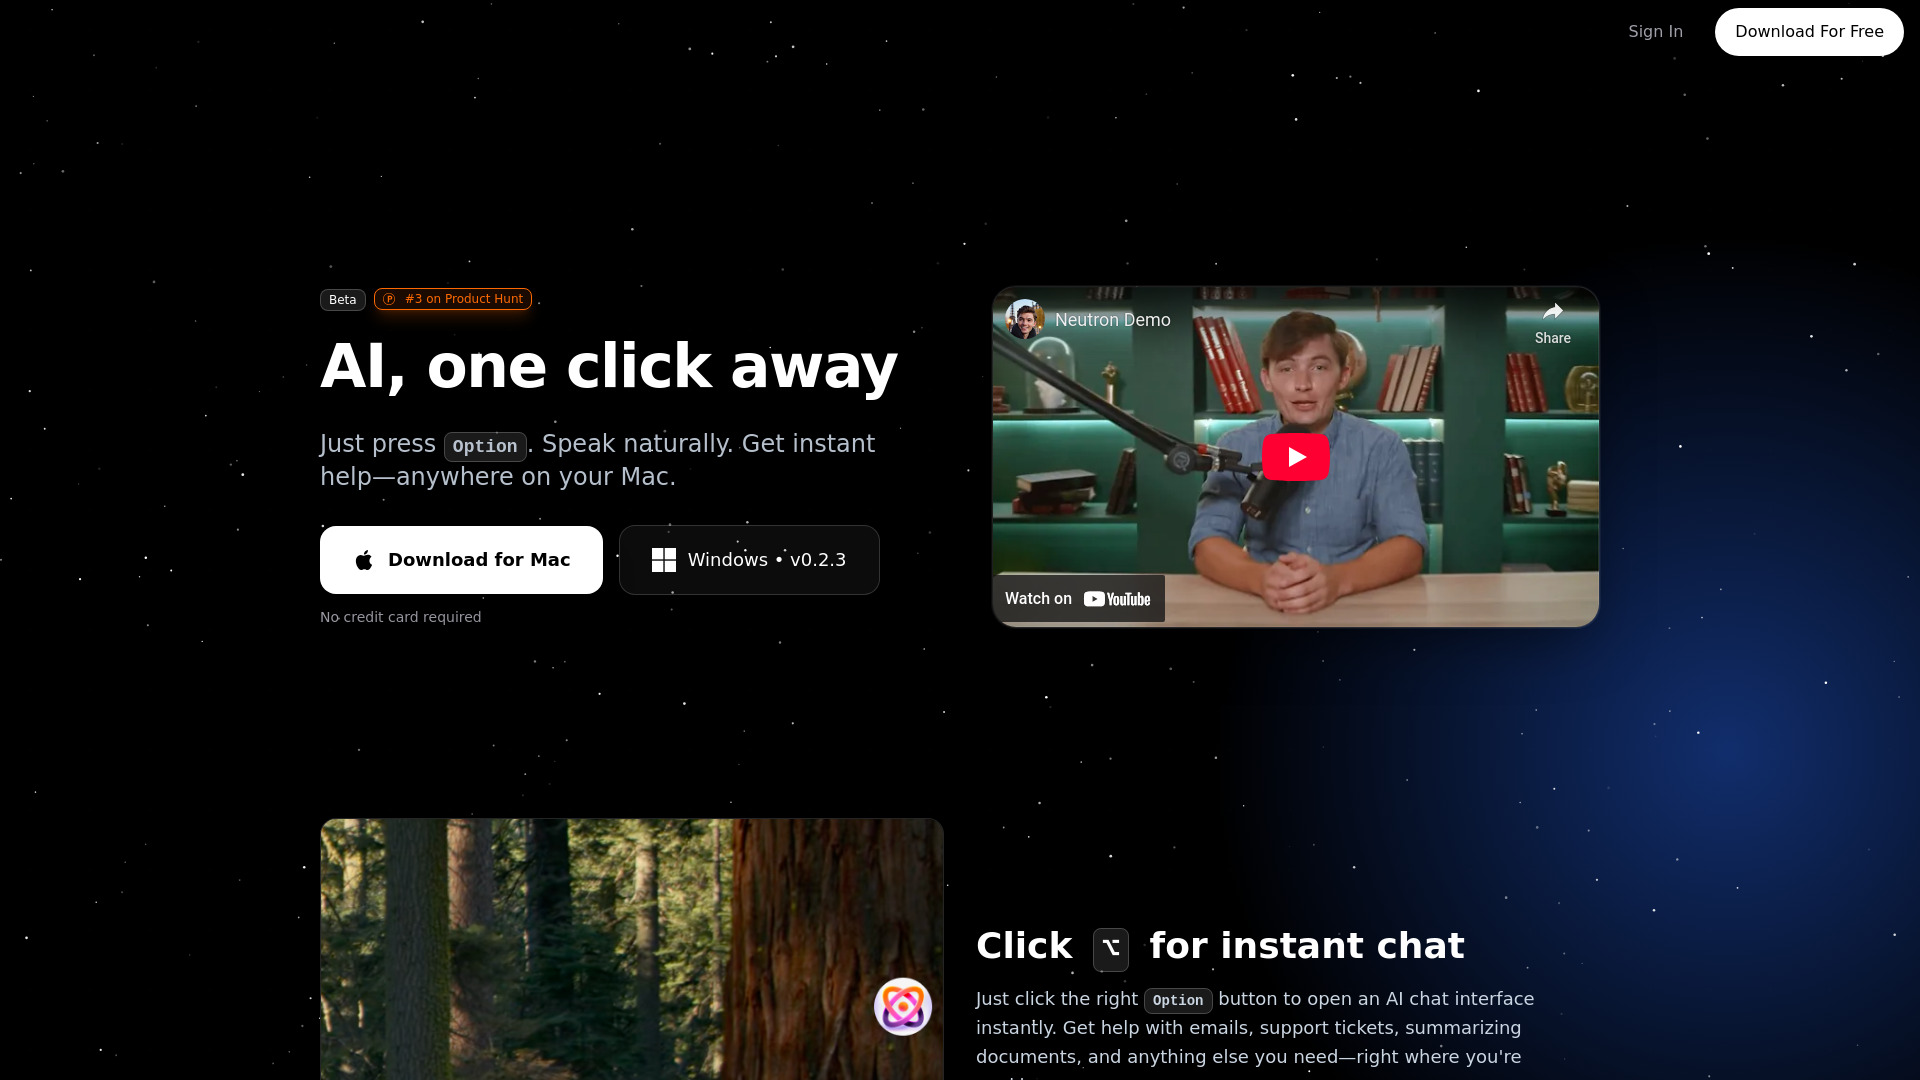 Sign In
Download For Free
Beta
#3 on Product Hunt
AI, one click away
Just press Option. Speak naturally. Get instant
help—anywhere on your Mac.
Download for Mac
Windows • v0.2.3
No credit card required
Neutron Demo
Share
Watch on YouTube
Click ⌥ for instant chat
Just click the right Option button to open an AI chat interface
instantly. Get help with emails, support tickets, summarizing
documents, and anything else you need—right where you're